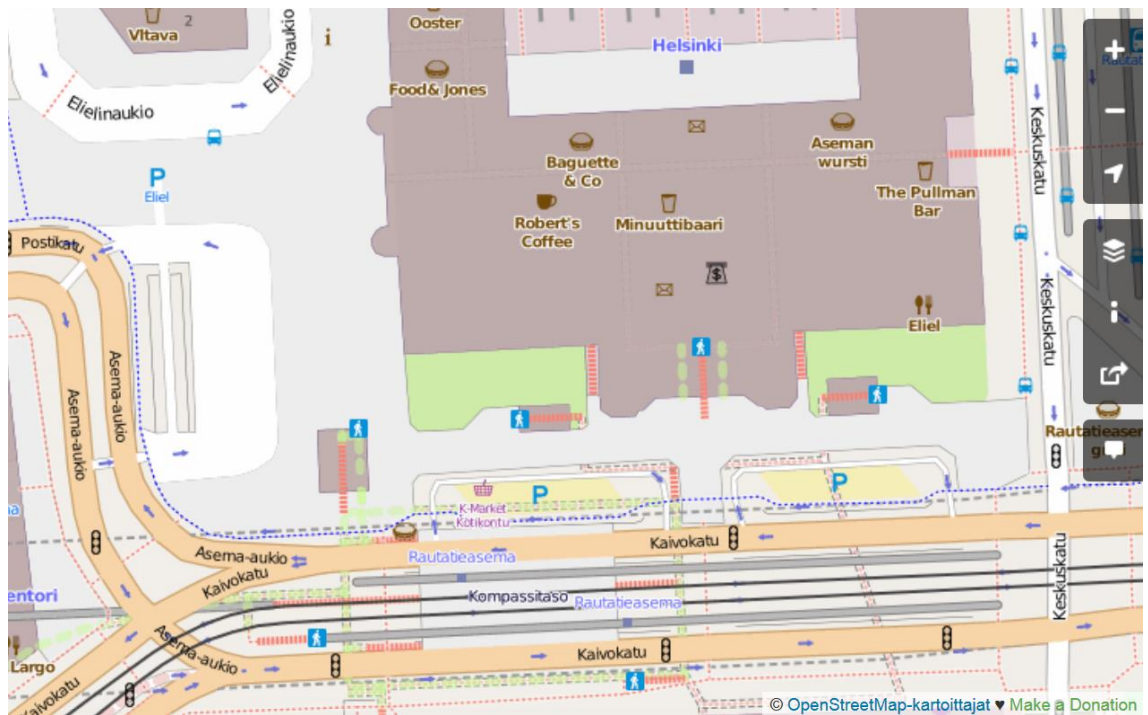 Ooster
Vltava
2
Elielinaukio
Helsinki
Food& Jones
Elielinaukio
Keskuskatu
Baguette
& Co
Aseman
wursti
Eliel
The Pullman
Bar
Robert's
Coffee
Minuuttibaari
Postikatu
Keskuskatu
Eliel
Asema-aukio
Asema-aukio
K-Market
Kotikontu
Asema-aukio
Kaivokatu
Rautatieasema
Kaivokatu
Kompassitaso
Rautatieasema
Keskuskatu
entori
Asema-aukio
Kaivokatu
Largo
Kaivokatu
© OpenStreetMap-kartoittajat ♥ Make a Donation